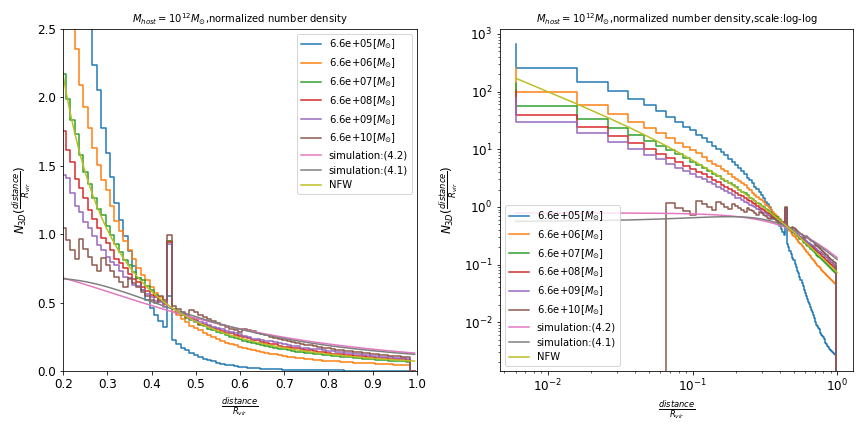 M_host = 10^12 M_⊙,normalized number density
N_3D(distance/R_vir)
2.5
2.0
1.5
1.0
0.5
0.0
6.6e+05[M_⊙]
6.6e+06[M_⊙]
6.6e+07[M_⊙]
6.6e+08[M_⊙]
6.6e+09[M_⊙]
6.6e+10[M_⊙]
simulation:(4.2)
simulation:(4.1)
NFW
0.2 0.3 0.4 0.5 0.6 0.7 0.8 0.9 1.0
distance/R_vir
M_host = 10^12 M_⊙,normalized number density,scale:log-log
N_3D(distance/R_vir)
10^3
10^2
10^1
10^0
10^-1
10^-2
6.6e+05[M_⊙]
6.6e+06[M_⊙]
6.6e+07[M_⊙]
6.6e+08[M_⊙]
6.6e+09[M_⊙]
6.6e+10[M_⊙]
simulation:(4.2)
simulation:(4.1)
NFW
10^-2 10^-1 10^0
distance/R_vir